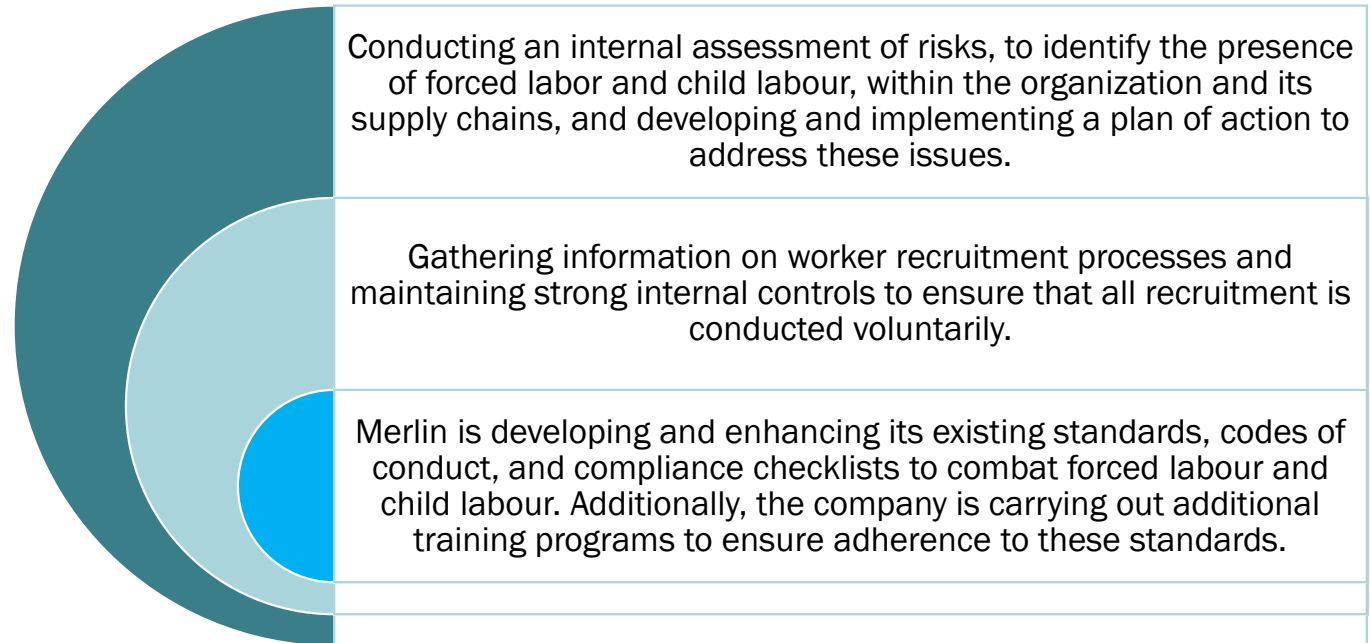 Conducting an internal assessment of risks, to identify the presence
of forced labor and child labour, within the organization and its
supply chains, and developing and implementing a plan of action to
address these issues.
Gathering information on worker recruitment processes and
maintaining strong internal controls to ensure that all recruitment is
conducted voluntarily.
Merlin is developing and enhancing its existing standards, codes of
conduct, and compliance checklists to combat forced labour and
child labour. Additionally, the company is carrying out additional
training programs to ensure adherence to these standards.